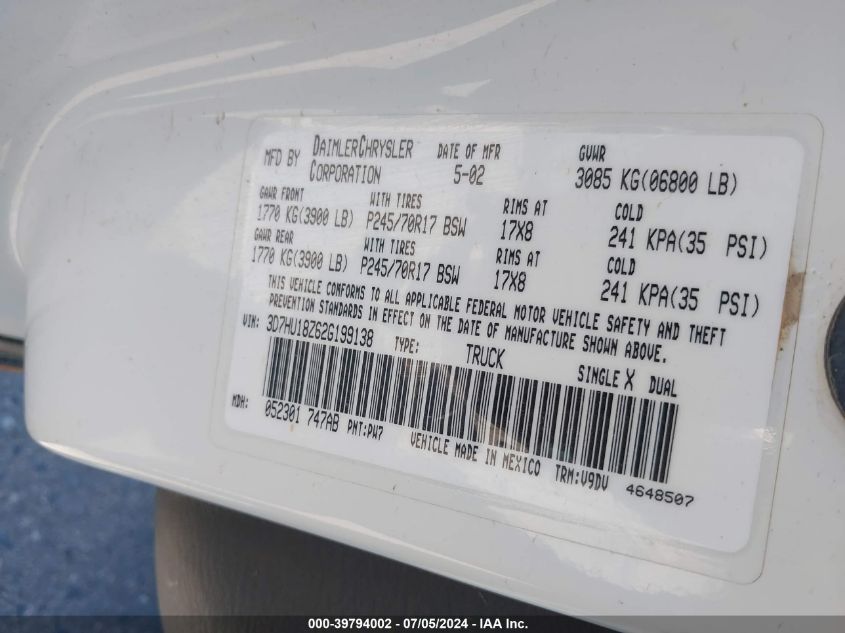 MFD BY DAIMLERCHRYSLER CORPORATION DATE OF MFR 5-02 GVWR 3085 KG(06800 LB)
GAWR FRONT WITH TIRES RIMS AT COLD
1770 KG(3900 LB) P245/70R17 BSW 17X8 241 KPA(35 PSI)
GAWR REAR WITH TIRES RIMS AT COLD
1770 KG(3900 LB) P245/70R17 BSW 17X8 241 KPA(35 PSI)
THIS VEHICLE CONFORMS TO ALL APPLICABLE FEDERAL MOTOR VEHICLE SAFETY AND THEFT
PREVENTION STANDARDS IN EFFECT ON THE DATE OF MANUFACTURE SHOWN ABOVE.
VIN: 3D7HU18Z62G199138 TYPE: TRUCK SINGLE X DUAL
MDH: 052301 747AB PNT:PW7 VEHICLE MADE IN MEXICO TRM:V9DV 4648507
000-39794002 - 07/05/2024 - IAA Inc.